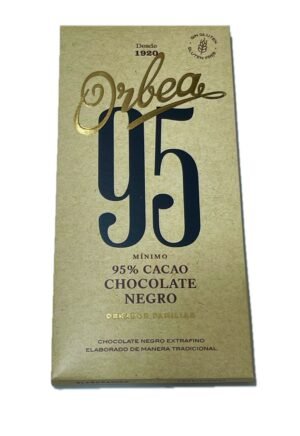 Desde
1920
SIN GLUTEN
GLUTEN FREE
Orbea
95
MÍNIMO
95% CACAO
CHOCOLATE
NEGRO
CHOCOLATE NEGRO EXTRAFINO
ELABORADO DE MANERA TRADICIONAL